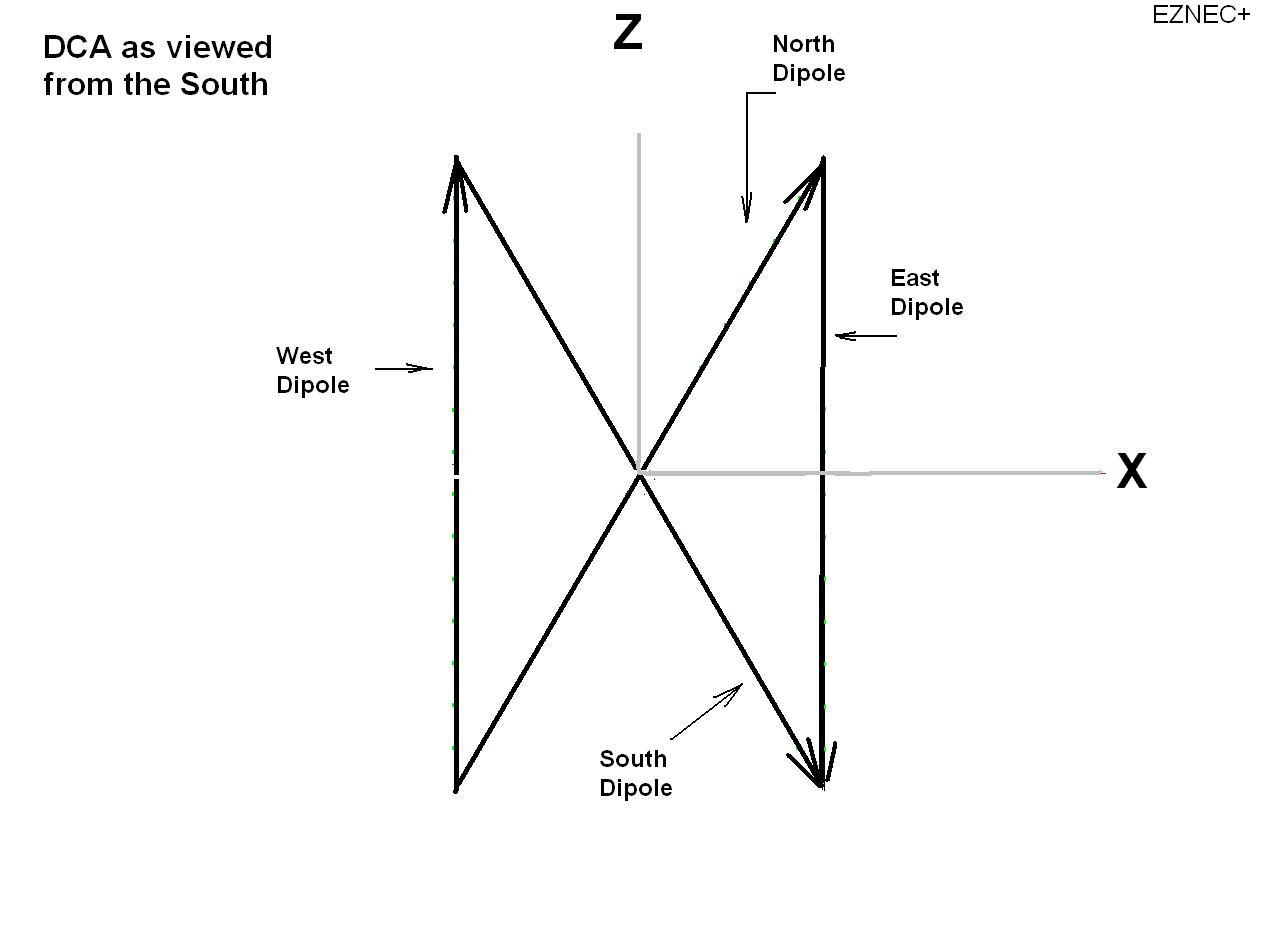 DCA as viewed
from the South
Z
EZNEC+
North
Dipole
East
Dipole
West
Dipole
X
South
Dipole